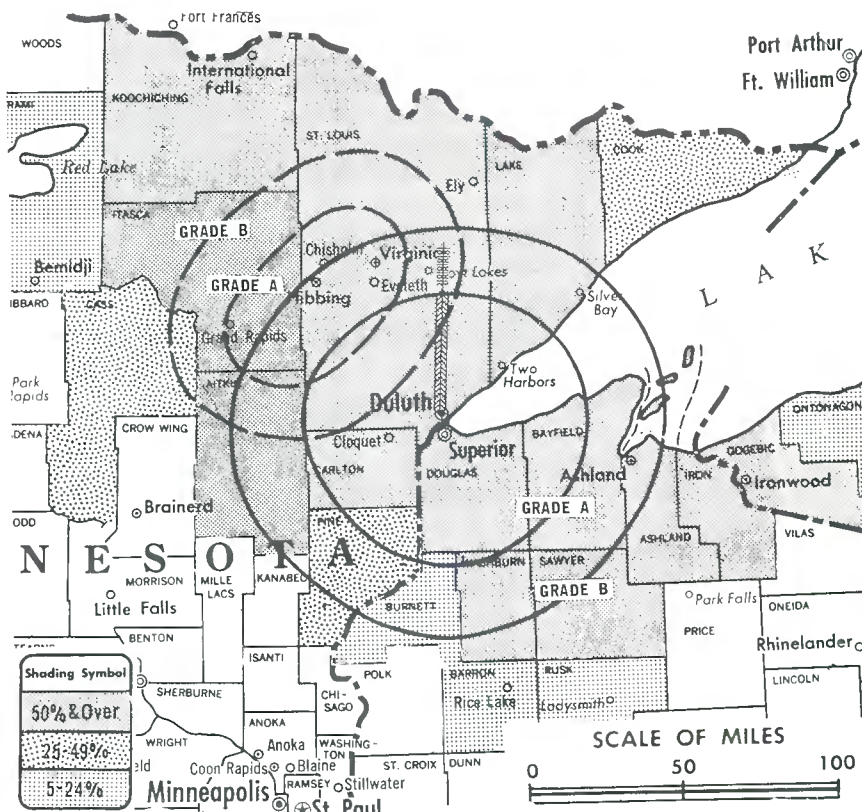 Fort Frances
WOODS
International
Falls
Port Arthur
Ft. William
KOOCHICHING
ST. LOUIS
LAKE
COOK
Red Lake
Ely
ITASCA
GRADE B
Chisholm
Virginia
GRADE A
Hibbing
Eveleth
Lakes
Silver
Bay
LAK
Bemidji
CASS
Grand Rapids
Park
Rapids
AITKIN
Two
Harbors
Duluth
Superior
CROW WING
Cloquet
CARLTON
DOUGLAS
BAYFIELD
Ashland
IRON
GOGEBIC
ONTONAGON
Ironwood
Brainerd
GRADE A
PINE
ASHLAND
VILAS
ODD
NESOTA
MORRISON
MILLE
LACS
KANABEC
BURNETT
SAWYER
GRADE B
Little Falls
Park Falls
PRICE
ONEIDA
Rhinelander
BENTON
ISANTI
POLK
BARRON
RUSK
LINCOLN
Shading Symbol
50% & Over
25-49%
5-24%
SHERBURNE
CHI-
SAGO
Rice Lake
Ladysmith
WRIGHT
ANOKA
Anoka
WASHING-
TON
ST. CROIX
DUNN
Coon Rapids
Blaine
RAMSEY
Stillwater
Minneapolis
St. Paul
SCALE OF MILES
0 50 100